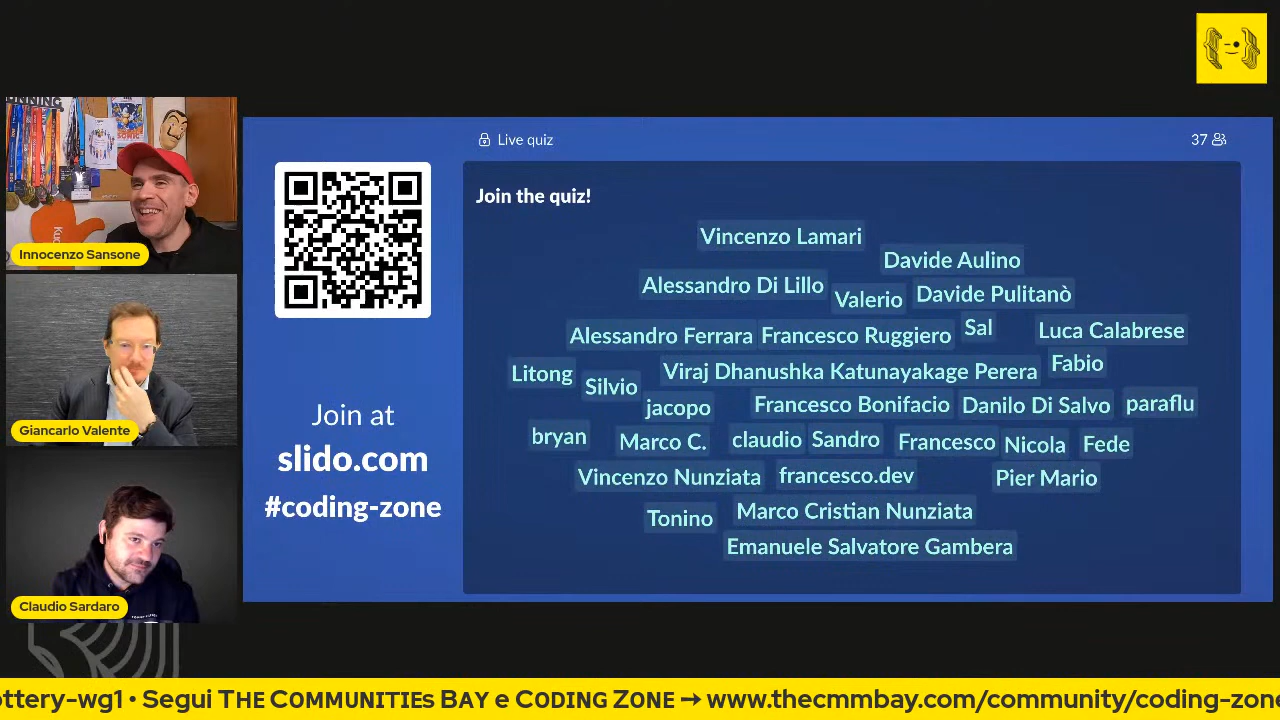 RUNNING
SONIC
Innocenzo Sansone
Giancarlo Valente
Claudio Sardaro
Live quiz
37
Join at
slido.com
#coding-zone
Join the quiz!
Vincenzo Lamari
Davide Aulino
Alessandro Di Lillo
Valerio
Davide Pulitanò
Alessandro Ferrara
Francesco Ruggiero
Sal
Luca Calabrese
Litong
Silvio
Viraj Dhanushka Katunayakage Perera
Fabio
jacopo
Francesco Bonifacio
Danilo Di Salvo
paraflu
bryan
Marco C.
claudio
Sandro
Francesco
Nicola
Fede
Vincenzo Nunziata
francesco.dev
Pier Mario
Tonino
Marco Cristian Nunziata
Emanuele Salvatore Gambera
ottery-wg1 • Segui THE COMMUNITIEs BAY e CODING ZONE → www.thecmmbay.com/community/coding-zone